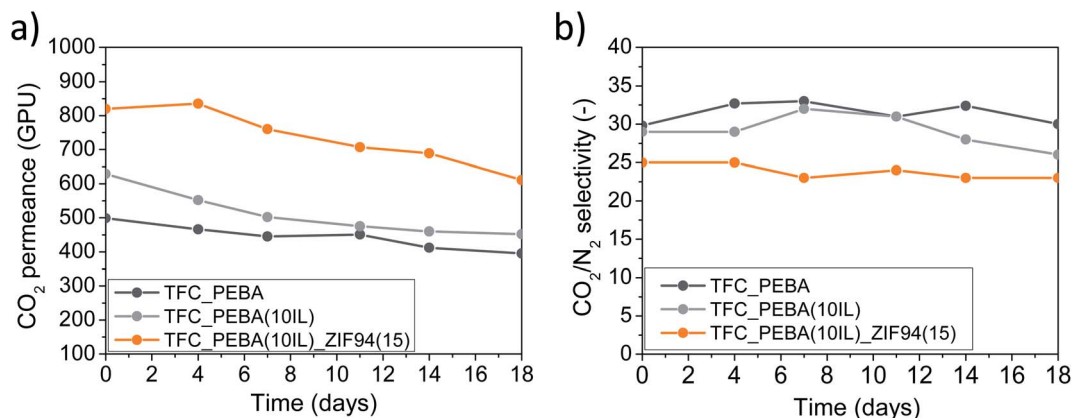 a)
CO2 permeance (GPU)
1000
900
800
700
600
500
400
300
200
100
TFC_PEBA
TFC_PEBA(10IL)
TFC_PEBA(10IL)_ZIF94(15)
0 2 4 6 8 10 12 14 16 18
Time (days)
b)
CO2/N2 selectivity (-)
40
35
30
25
20
15
10
5
0
TFC_PEBA
TFC_PEBA(10IL)
TFC_PEBA(10IL)_ZIF94(15)
0 2 4 6 8 10 12 14 16 18
Time (days)